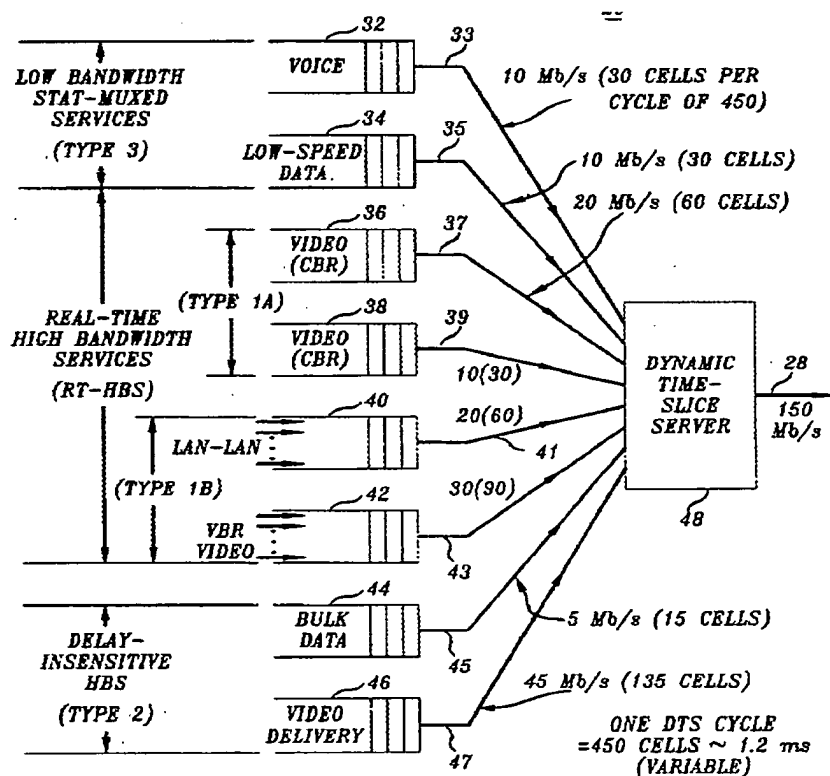 32
VOICE
33
10 Mb/s (30 CELLS PER
CYCLE OF 450)
LOW BANDWIDTH
STAT-MUXED
SERVICES
(TYPE 3)
34
LOW-SPEED
DATA.
35
10 Mb/s (30 CELLS)
20 Mb/s (60 CELLS)
36
VIDEO
(CBR)
37
(TYPE 1A)
REAL-TIME
HIGH BANDWIDTH
SERVICES
(RT-HBS)
38
VIDEO
(CBR)
39
10(30)
DYNAMIC
TIME-
SLICE
SERVER
28
150
Mb/s
48
40
LAN-LAN
20(60)
41
(TYPE 1B)
42
VBR
VIDEO
30(90)
43
44
BULK
DATA
45
5 Mb/s (15 CELLS)
DELAY-
INSENSITIVE
HBS
(TYPE 2)
46
VIDEO
DELIVERY
47
45 Mb/s (135 CELLS)
ONE DTS CYCLE
=450 CELLS ~ 1.2 ms
(VARIABLE)